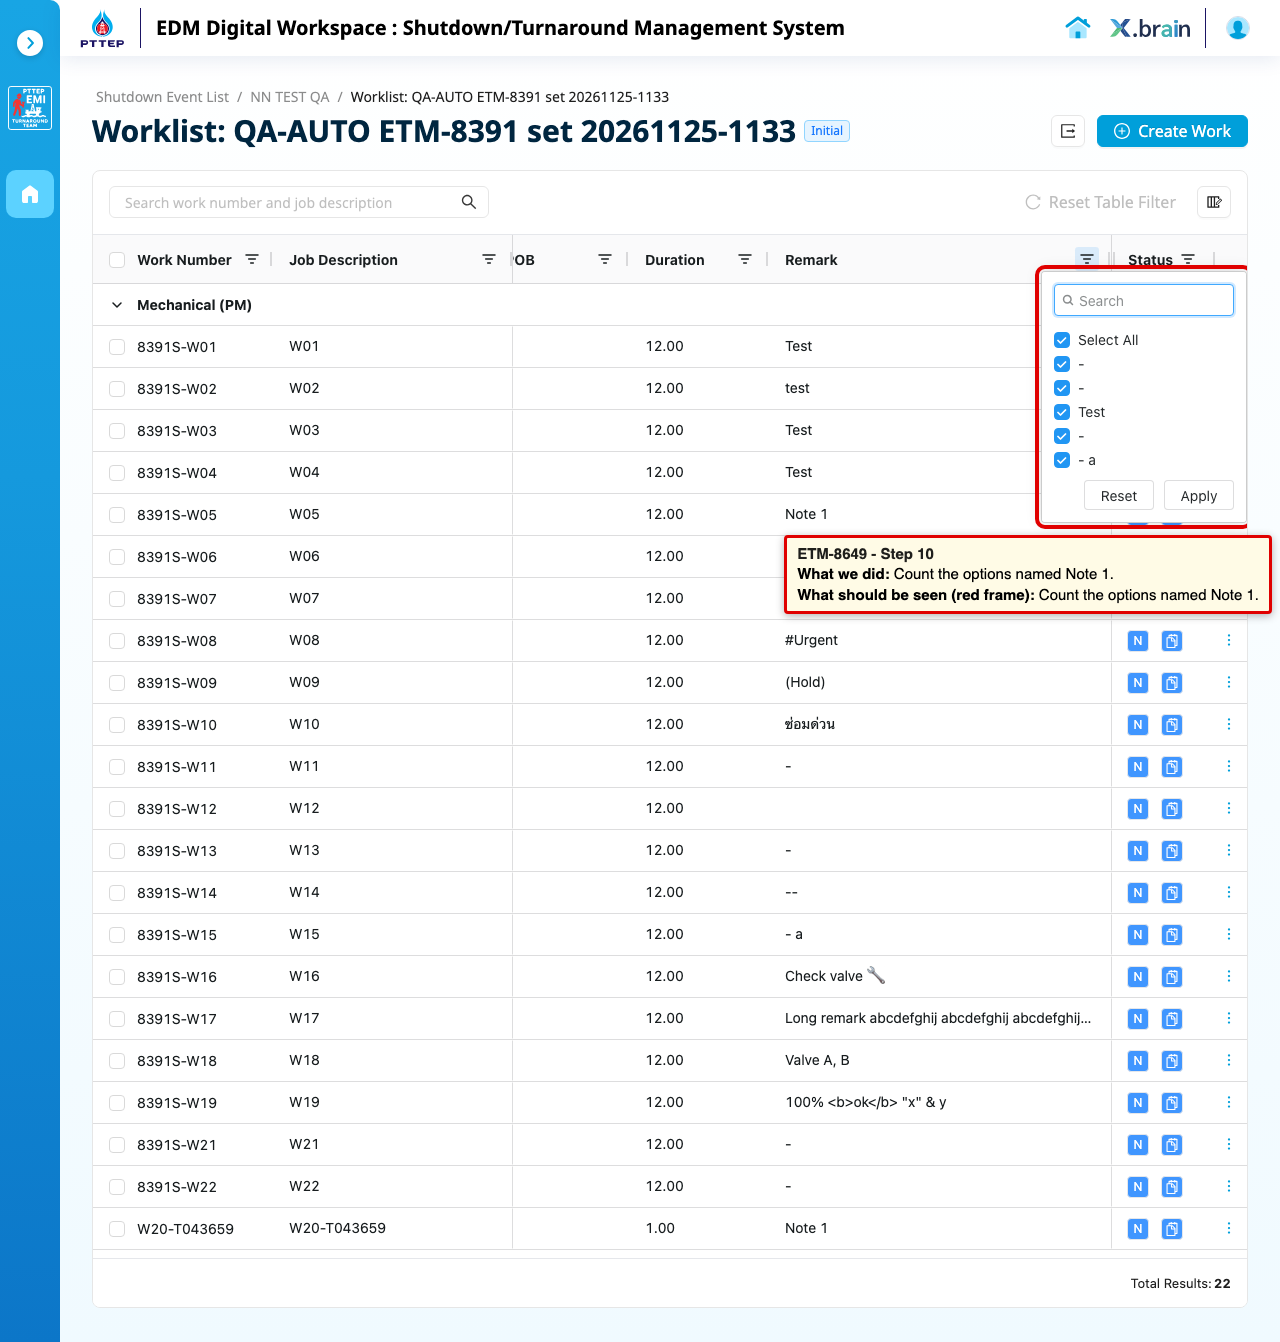 PTTEP
EDM Digital Workspace : Shutdown/Turnaround Management System
X.brain
PTTEP
EMI
TURNAROUND
TEAM
Shutdown Event List / NN TEST QA / Worklist: QA-AUTO ETM-8391 set 20261125-1133
Worklist: QA-AUTO ETM-8391 set 20261125-1133 Initial
Create Work
Search work number and job description
Reset Table Filter
Work Number Job Description OB Duration Remark Status
Mechanical (PM)
8391S-W01 W01 12.00 Test
8391S-W02 W02 12.00 test
8391S-W03 W03 12.00 Test
8391S-W04 W04 12.00 Test
8391S-W05 W05 12.00 Note 1
8391S-W06 W06 12.00
8391S-W07 W07 12.00
8391S-W08 W08 12.00 #Urgent N
8391S-W09 W09 12.00 (Hold) N
8391S-W10 W10 12.00 ซ่อมด่วน N
8391S-W11 W11 12.00 - N
8391S-W12 W12 12.00 N
8391S-W13 W13 12.00 - N
8391S-W14 W14 12.00 -- N
8391S-W15 W15 12.00 - a N
8391S-W16 W16 12.00 Check valve 🔧 N
8391S-W17 W17 12.00 Long remark abcdefghij abcdefghij abcdefghij... N
8391S-W18 W18 12.00 Valve A, B N
8391S-W19 W19 12.00 100% <b>ok</b> "x" & y N
8391S-W21 W21 12.00 - N
8391S-W22 W22 12.00 - N
W20-T043659 W20-T043659 1.00 Note 1 N
Search
Select All
-
-
Test
-
- a
Reset Apply
ETM-8649 - Step 10
What we did: Count the options named Note 1.
What should be seen (red frame): Count the options named Note 1.
Total Results: 22